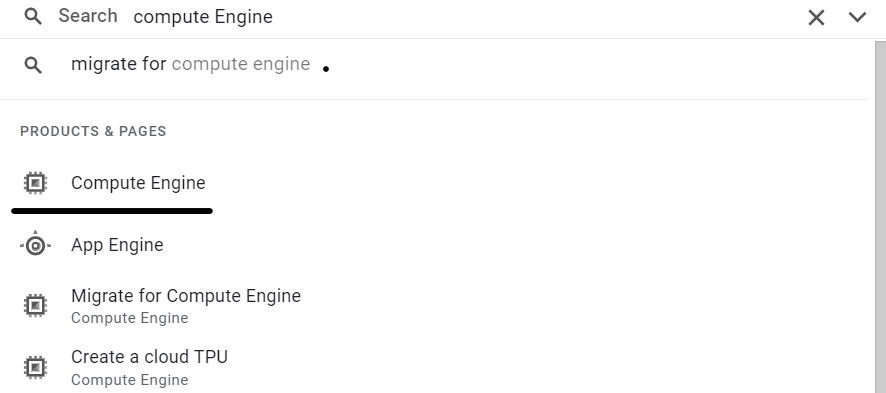 Search compute Engine
migrate for compute engine
PRODUCTS & PAGES
Compute Engine
App Engine
Migrate for Compute Engine
Compute Engine
Create a cloud TPU
Compute Engine